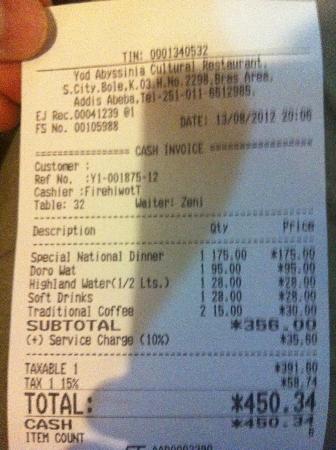 TIN: 0001340532
Yod Abyssinia Cultural Restaurant,
S.City.Bole,K.03,H.No.2298,Bras Area,
Addis Abeba,Tel-251-011-6612985,
EJ Rec.00041239 @1
FS No. 00105988 DATE: 13/08/2012 20:06
CASH INVOICE
Customer :
Ref No. :Y1-001875-12
Cashier :FirehiwotT
Table: 32 Waiter: Zeni
Description Qty Price
Special National Dinner 1 175.00 *175.00
Doro Wat 1 95.00 *95.00
Highland Water(1/2 Lts.) 1 28.00 *28.00
Soft Drinks 1 28.00 *28.00
Traditional Coffee 2 15.00 *30.00
SUBTOTAL *356.00
(+) Service Charge (10%) *35.60
TAXABLE 1 *391.60
TAX 1 15% *58.74
TOTAL: *450.34
CASH *450.34
ITEM COUNT 6